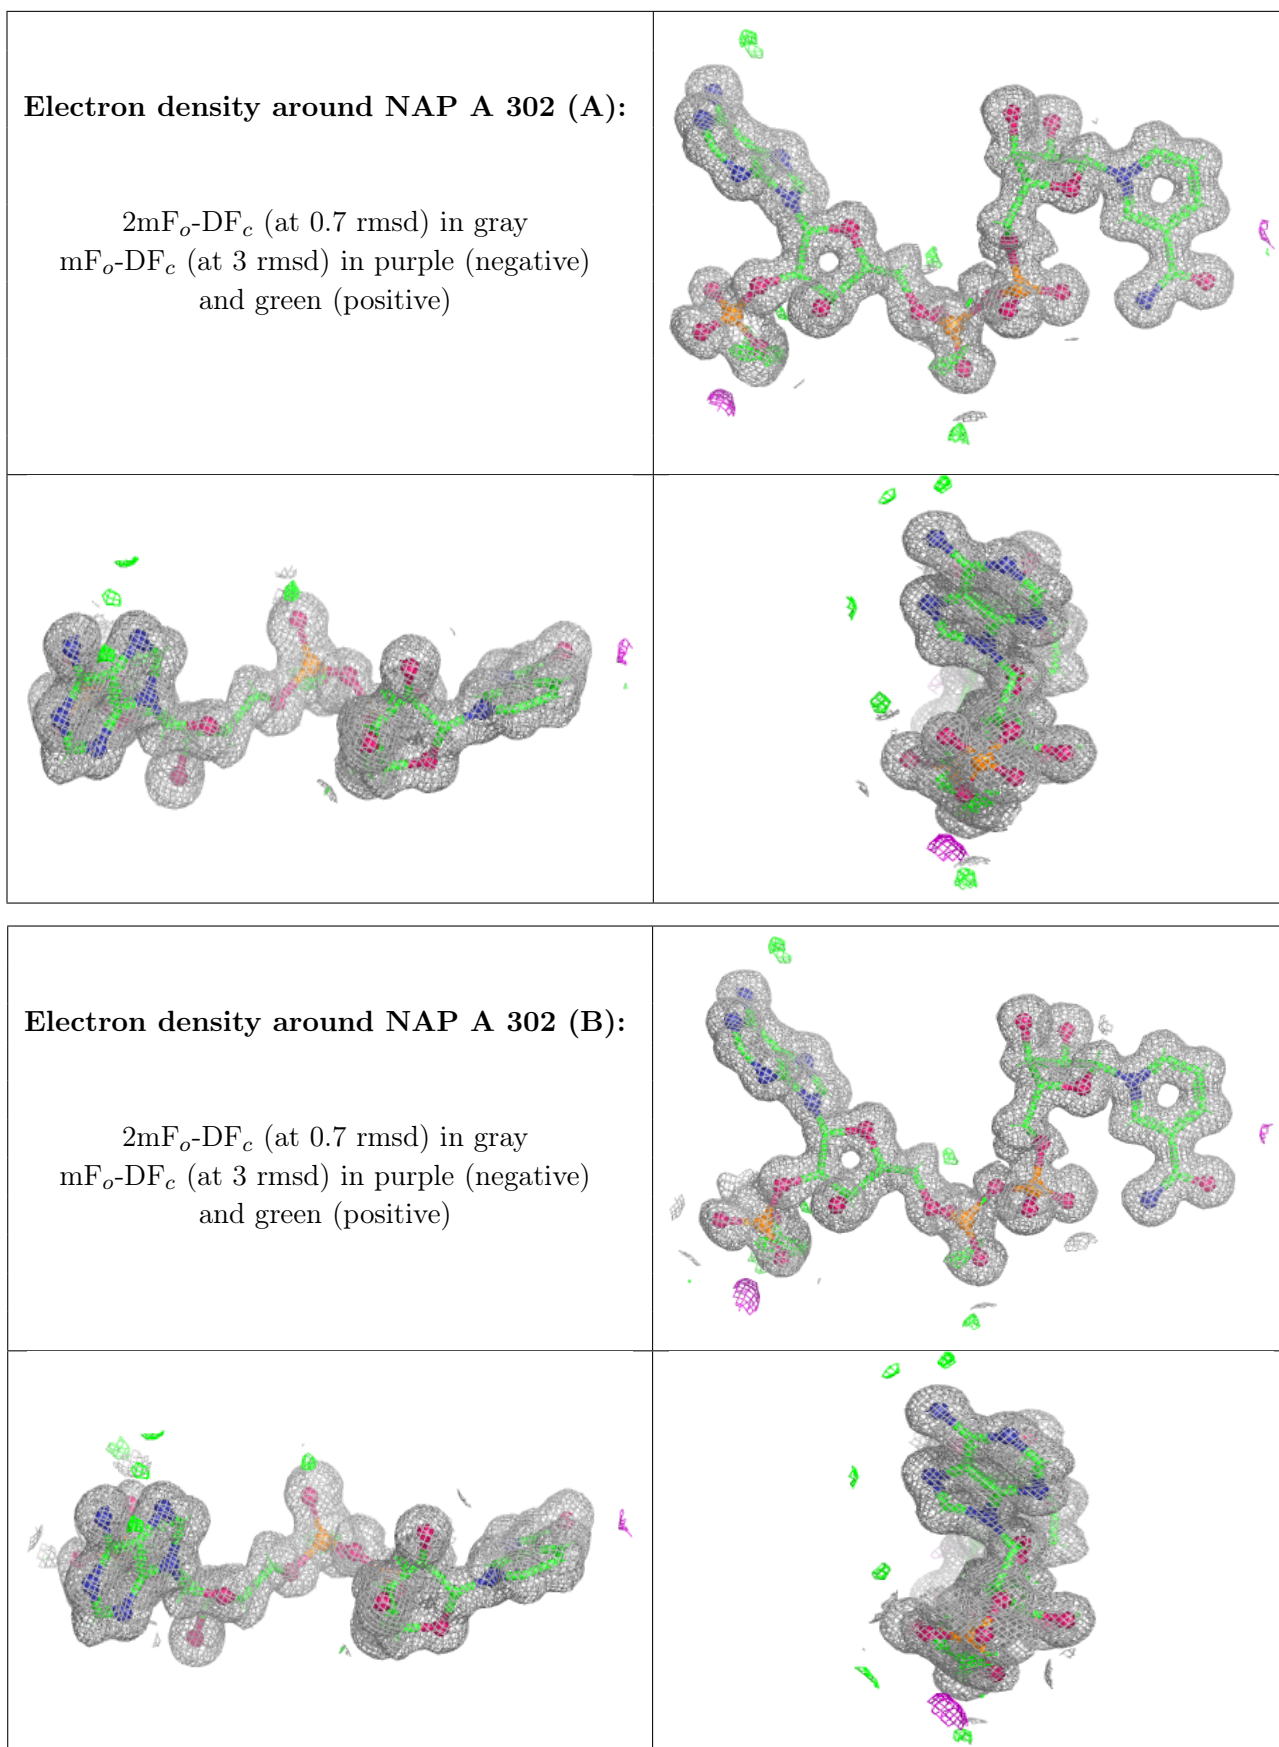 Electron density around NAP A 302 (A):
2mFo-DFc (at 0.7 rmsd) in gray
mFo-DFc (at 3 rmsd) in purple (negative)
and green (positive)
Electron density around NAP A 302 (B):
2mFo-DFc (at 0.7 rmsd) in gray
mFo-DFc (at 3 rmsd) in purple (negative)
and green (positive)